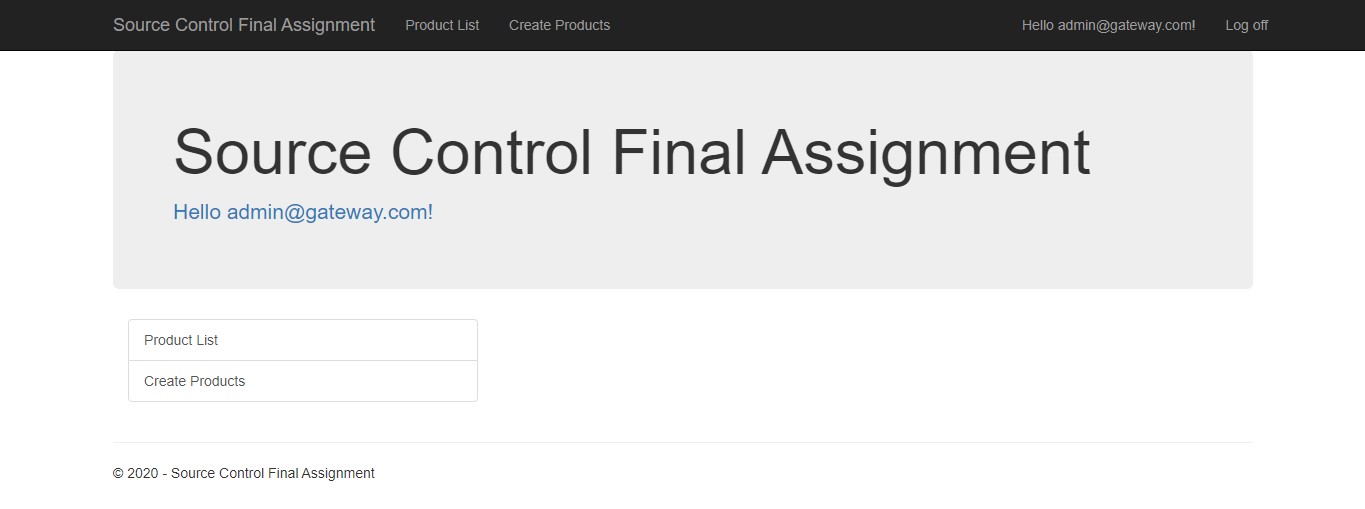 Source Control Final Assignment Product List Create Products Hello admin@gateway.com! Log off
Source Control Final Assignment
Hello admin@gateway.com!
Product List
Create Products
© 2020 - Source Control Final Assignment